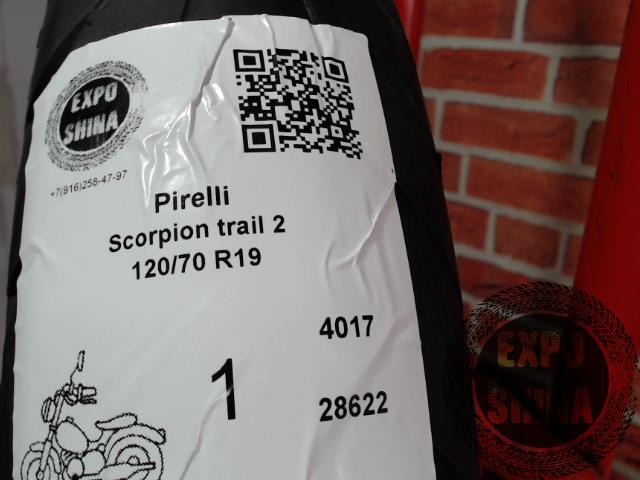 EXPO
SHINA
+7(916)258-47-97
Pirelli
Scorpion trail 2
120/70 R19
4017
1
28622
EXPO
SHINA